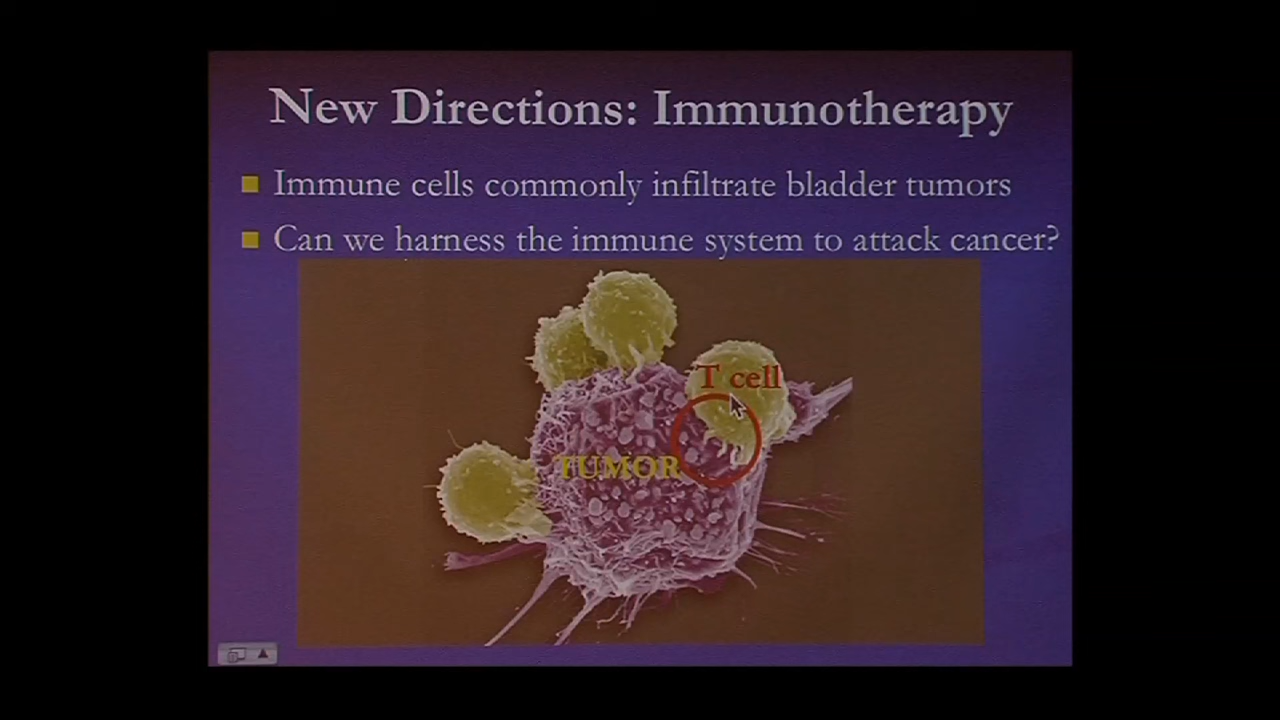 New Directions: Immunotherapy
Immune cells commonly infiltrate bladder tumors
Can we harness the immune system to attack cancer?
T cell
TUMOR